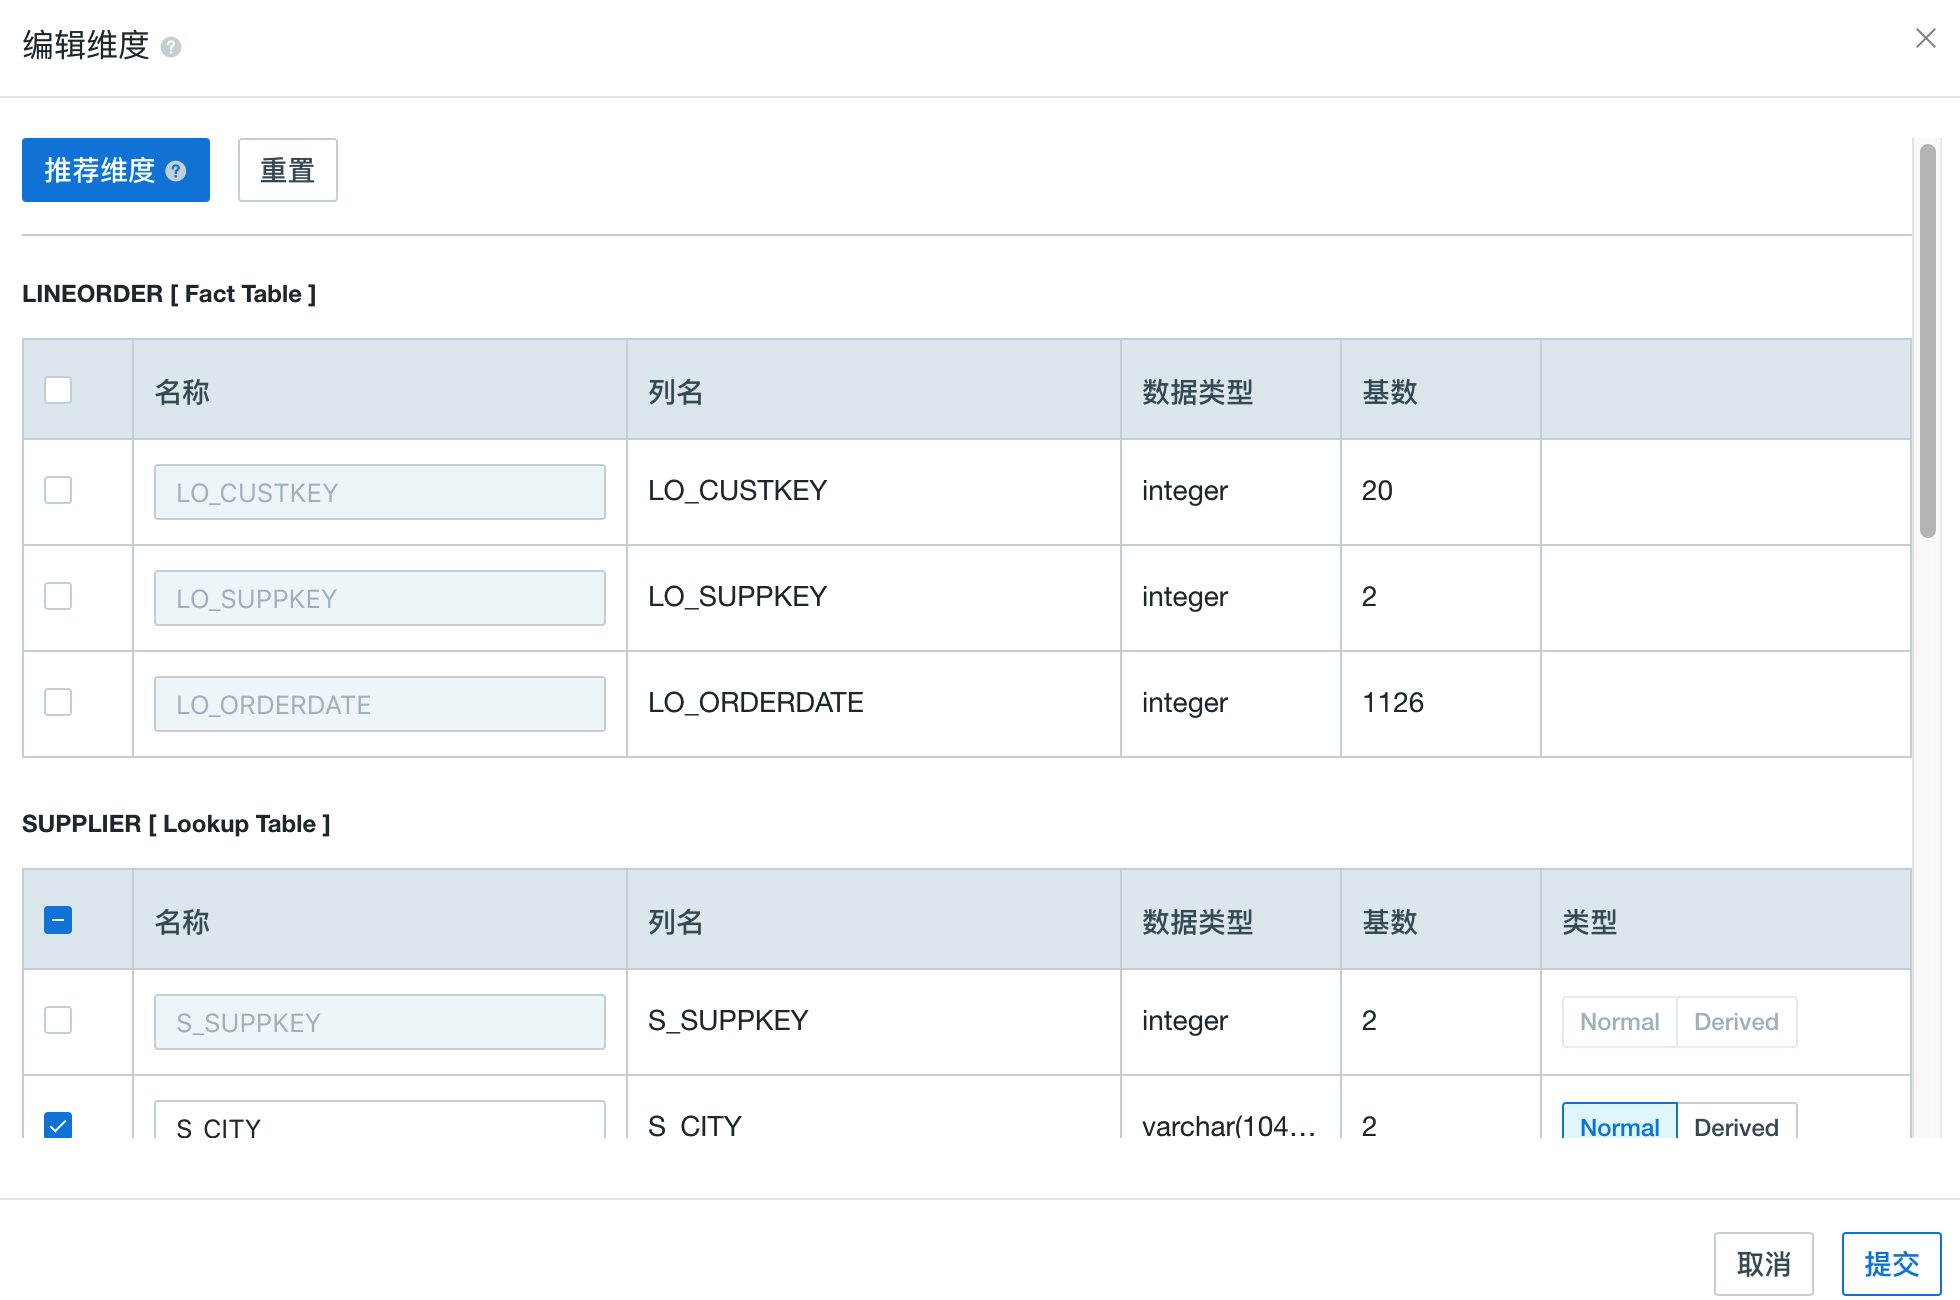 编辑维度 ?
推荐维度 ? 重置
LINEORDER [ Fact Table ]
名称 列名 数据类型 基数
LO_CUSTKEY LO_CUSTKEY integer 20
LO_SUPPKEY LO_SUPPKEY integer 2
LO_ORDERDATE LO_ORDERDATE integer 1126
SUPPLIER [ Lookup Table ]
名称 列名 数据类型 基数 类型
S_SUPPKEY S_SUPPKEY integer 2 Normal Derived
S_CITY S_CITY varchar(104... 2 Normal Derived
取消 提交